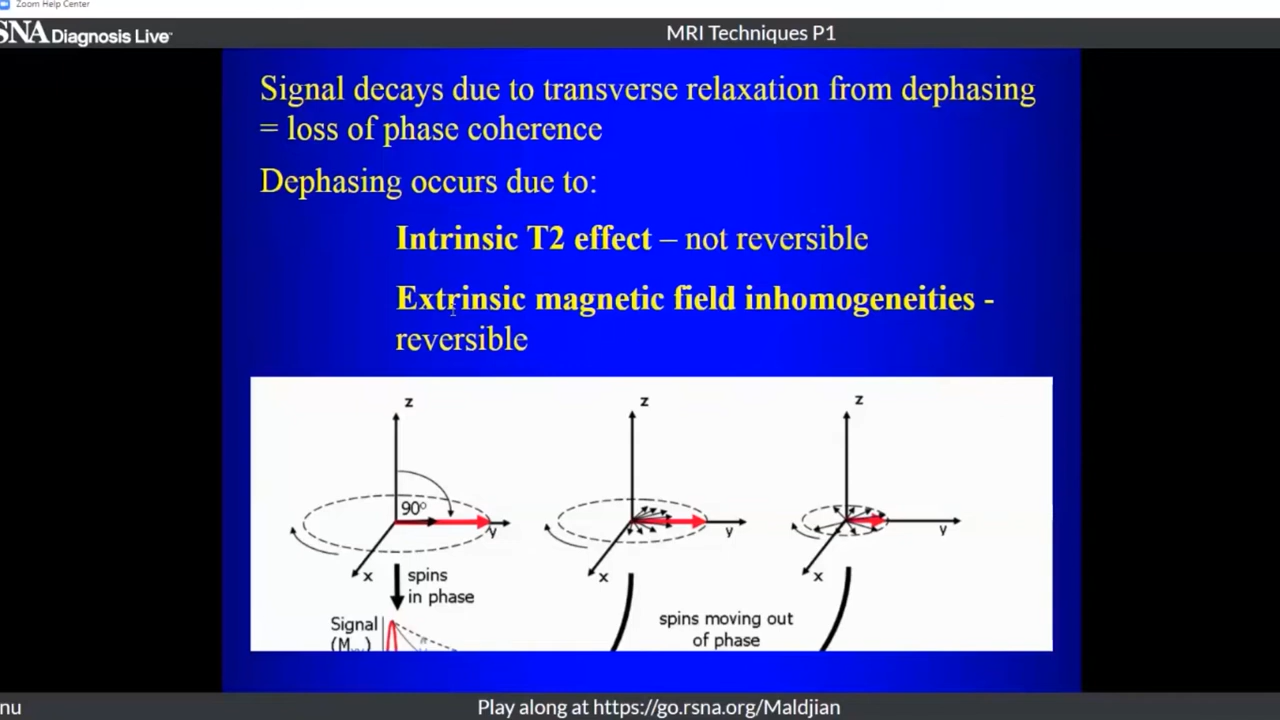 Zoom Help Center
SNA Diagnosis Live™
MRI Techniques P1
Signal decays due to transverse relaxation from dephasing
= loss of phase coherence
Dephasing occurs due to:
Intrinsic T2 effect – not reversible
Extrinsic magnetic field inhomogeneities -
reversible
z
z
z
90°
y
y
y
x
x
x
spins
in phase
spins moving out
of phase
Signal
nu
Play along at https://go.rsna.org/Maldjian